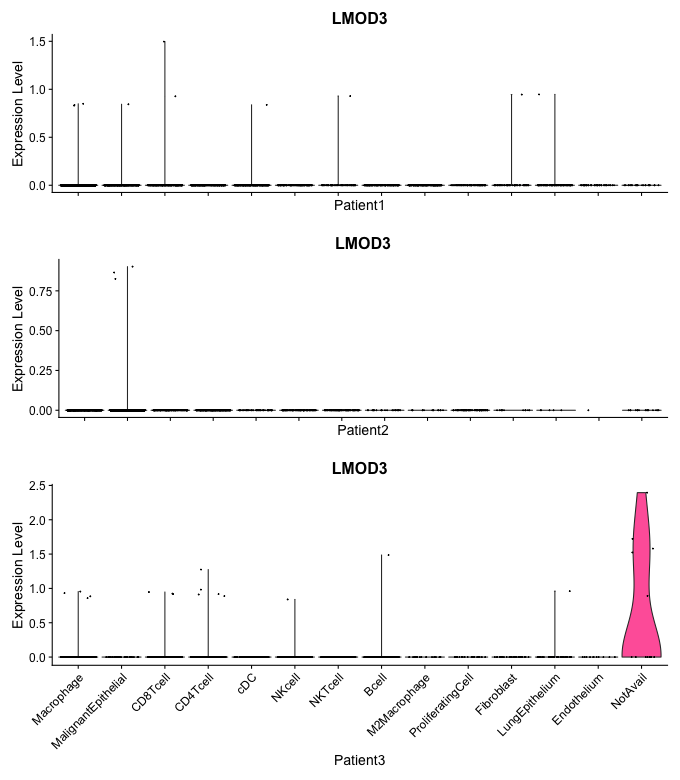 LMOD3
Expression Level
1.5
1.0
0.5
0.0
Patient1
LMOD3
Expression Level
0.75
0.50
0.25
0.00
Patient2
LMOD3
Expression Level
2.5
2.0
1.5
1.0
0.5
0.0
Macrophage
MalignantEpithelial
CD8Tcell
CD4Tcell
cDC
NKcell
NKTcell
Bcell
M2Macrophage
ProliferatingCell
Fibroblast
LungEpithelium
Endothelium
NotAvail
Patient3